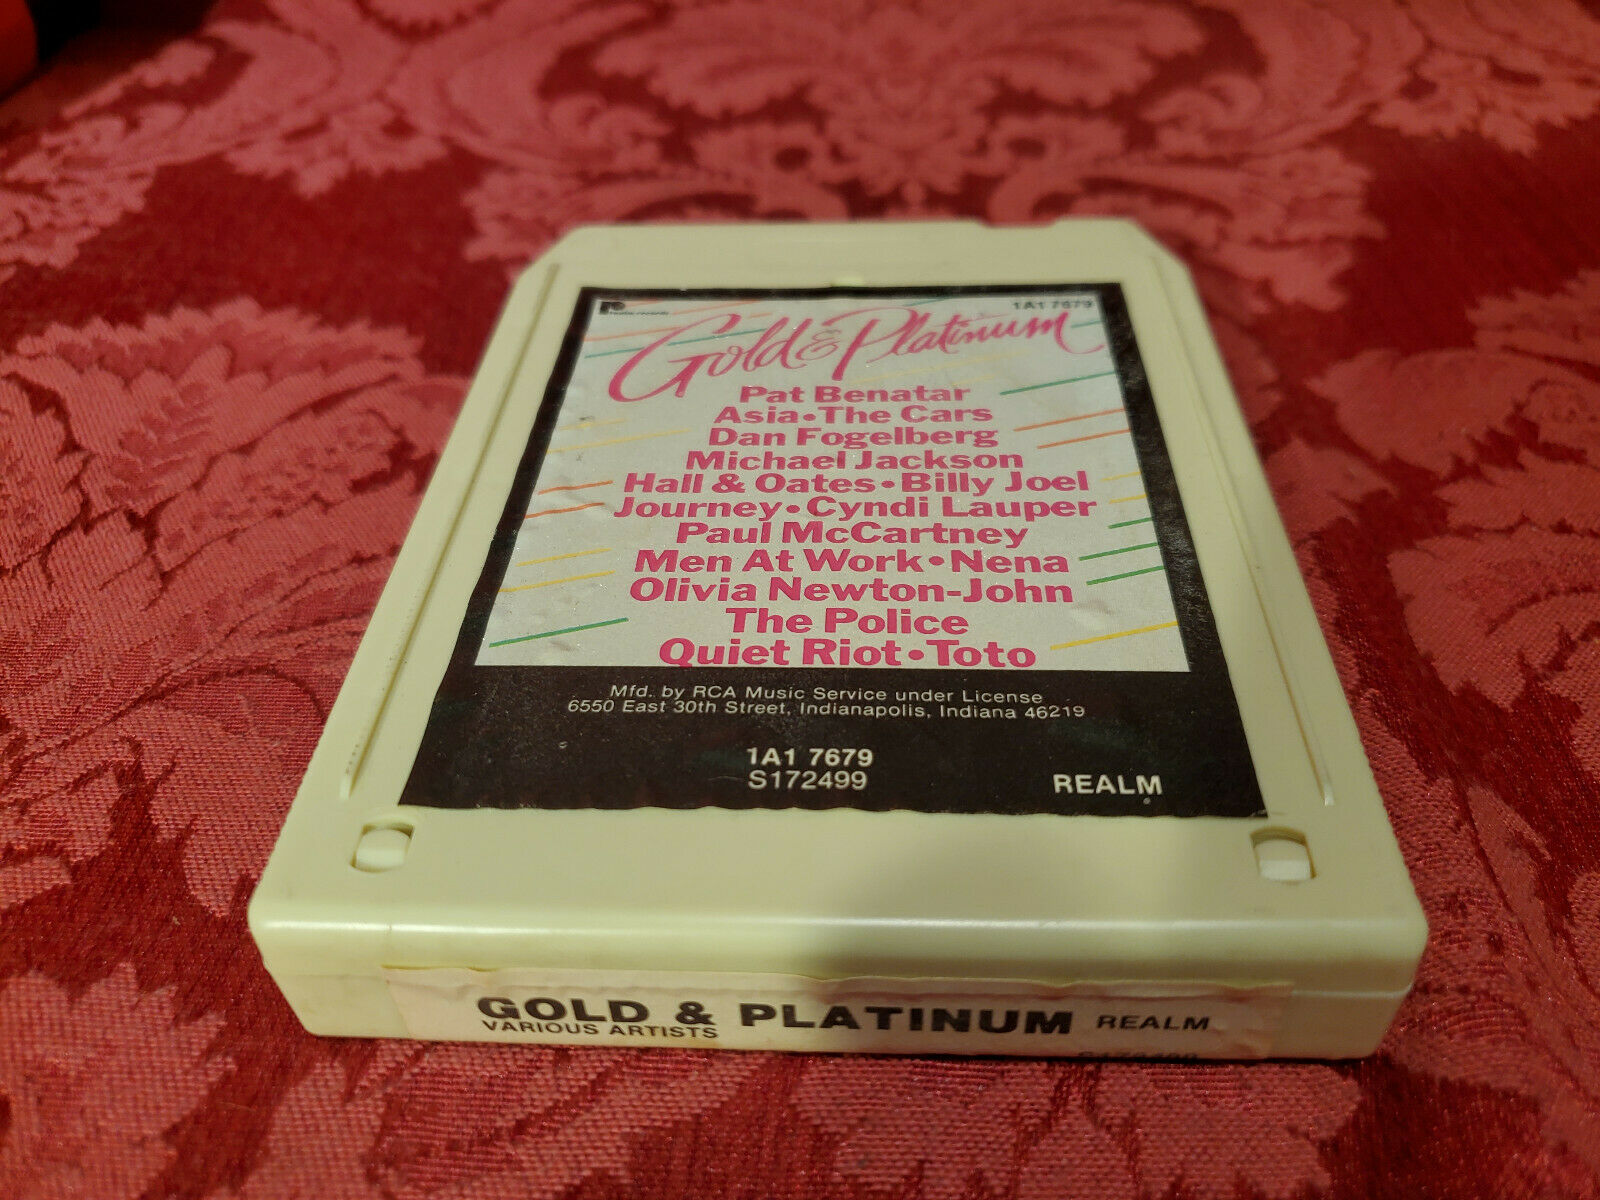 1A1 7679
Gold & Platinum
Pat Benatar
Asia • The Cars
Dan Fogelberg
Michael Jackson
Hall & Oates • Billy Joel
Journey • Cyndi Lauper
Paul McCartney
Men At Work • Nena
Olivia Newton-John
The Police
Quiet Riot • Toto
Mfd. by RCA Music Service under License
6550 East 30th Street, Indianapolis, Indiana 46219
1A1 7679
S172499
REALM
GOLD & PLATINUM REALM
VARIOUS ARTISTS